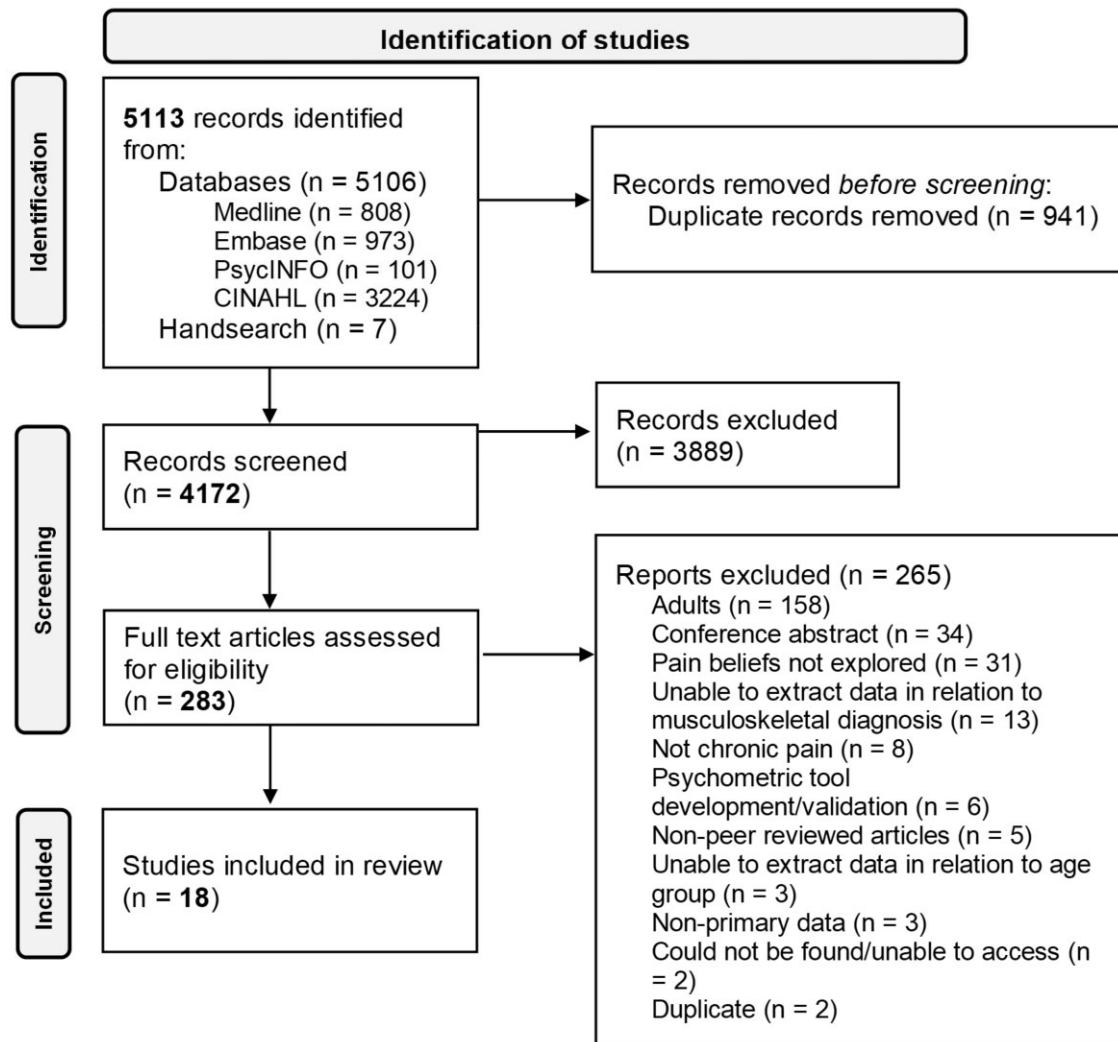 Identification of studies
Identification
5113 records identified
from:
Databases (n = 5106)
Medline (n = 808)
Embase (n = 973)
PsycINFO (n = 101)
CINAHL (n = 3224)
Handsearch (n = 7)
Records removed before screening:
Duplicate records removed (n = 941)
Screening
Records screened
(n = 4172)
Records excluded
(n = 3889)
Full text articles assessed
for eligibility
(n = 283)
Reports excluded (n = 265)
Adults (n = 158)
Conference abstract (n = 34)
Pain beliefs not explored (n = 31)
Unable to extract data in relation to
musculoskeletal diagnosis (n = 13)
Not chronic pain (n = 8)
Psychometric tool
development/validation (n = 6)
Non-peer reviewed articles (n = 5)
Unable to extract data in relation to age
group (n = 3)
Non-primary data (n = 3)
Could not be found/unable to access (n
= 2)
Duplicate (n = 2)
Included
Studies included in review
(n = 18)